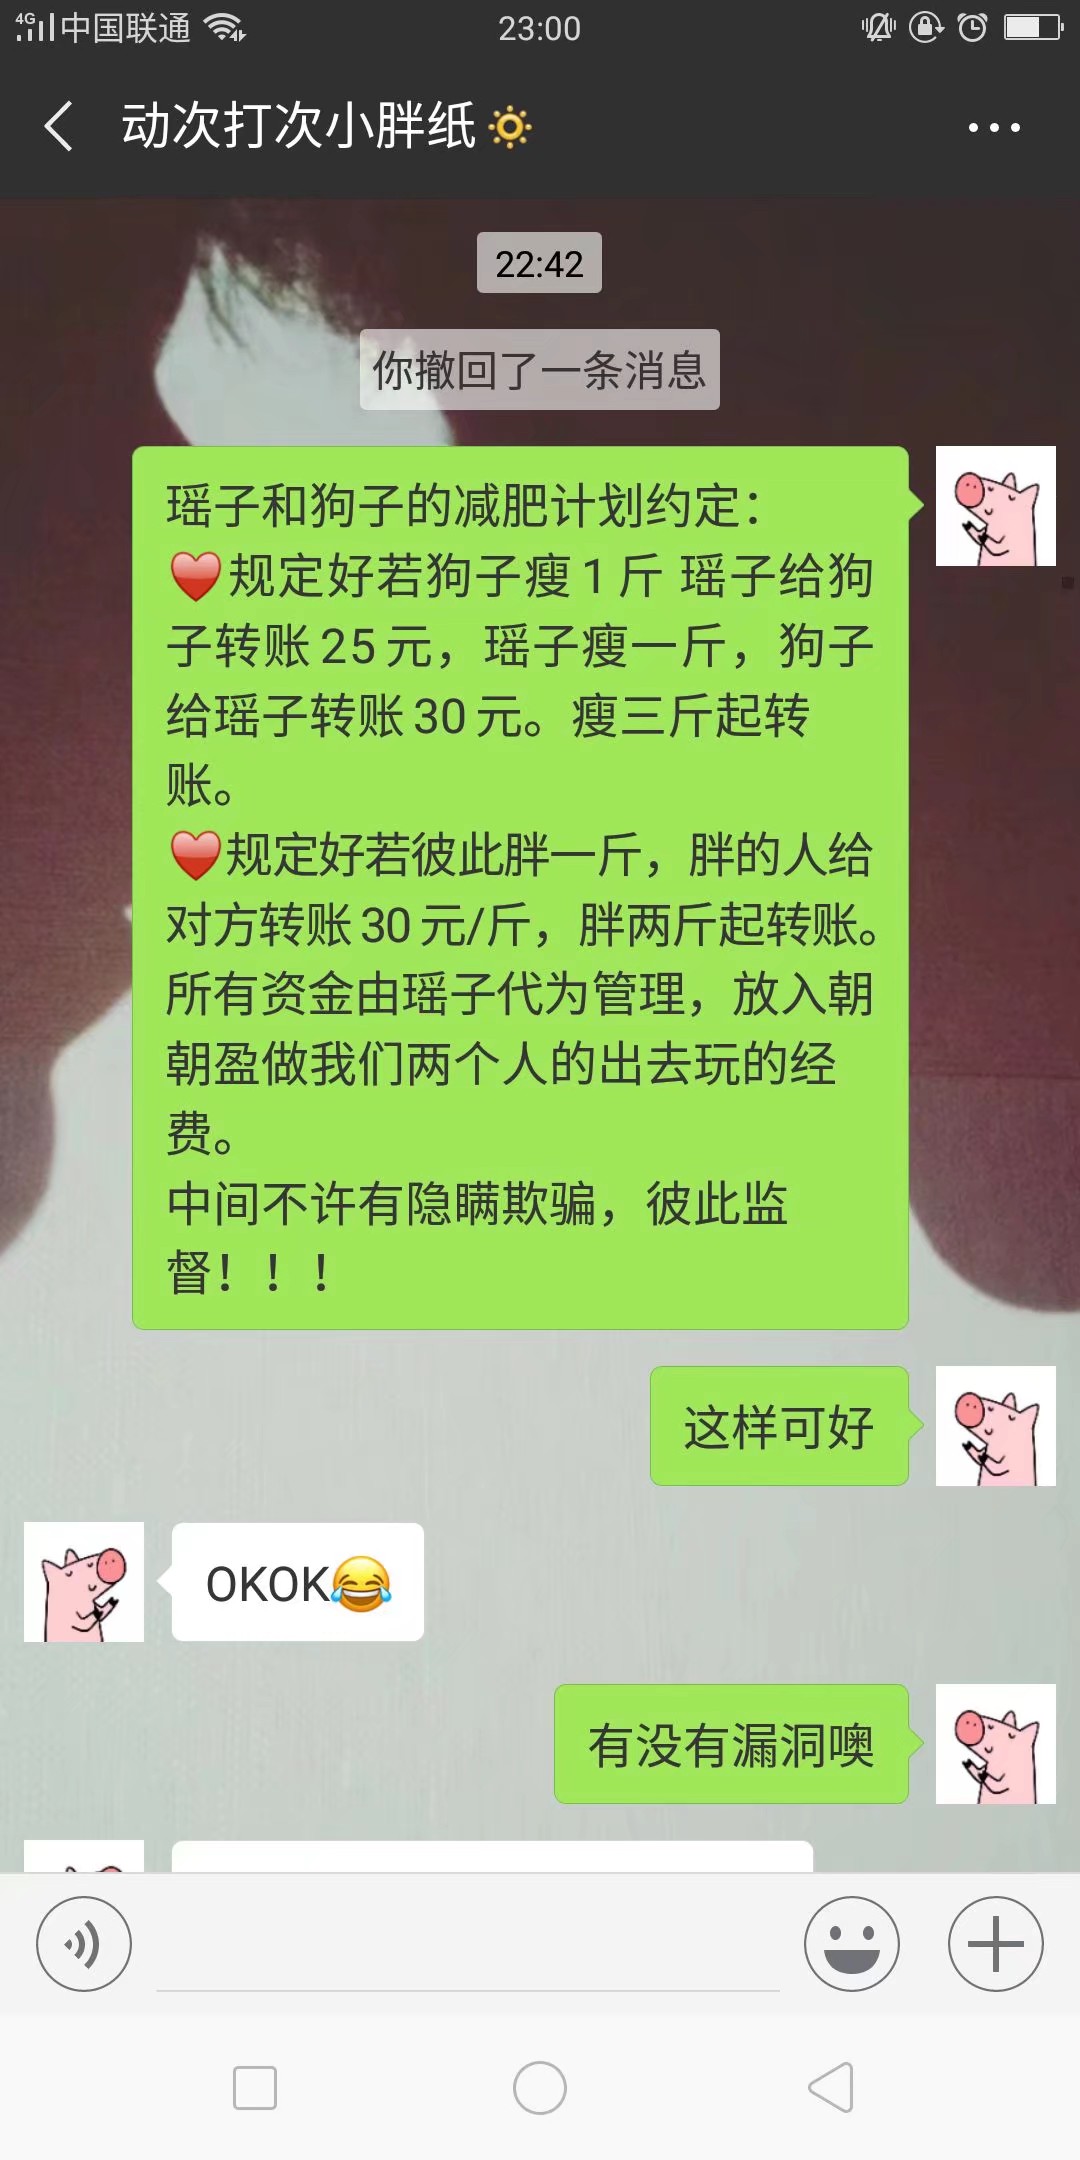 4G 中国联通 23:00
动次打次小胖纸🔅
22:42
你撤回了一条消息
瑶子和狗子的减肥计划约定：
❤️规定好若狗子瘦1斤 瑶子给狗
子转账25元，瑶子瘦一斤，狗子
给瑶子转账30元。瘦三斤起转
账。
❤️规定好若彼此胖一斤，胖的人给
对方转账30元/斤，胖两斤起转账。
所有资金由瑶子代为管理，放入朝
朝盈做我们两个人的出去玩的经
费。
中间不许有隐瞒欺骗，彼此监
督！！！
这样可好
OKOK😂
有没有漏洞噢